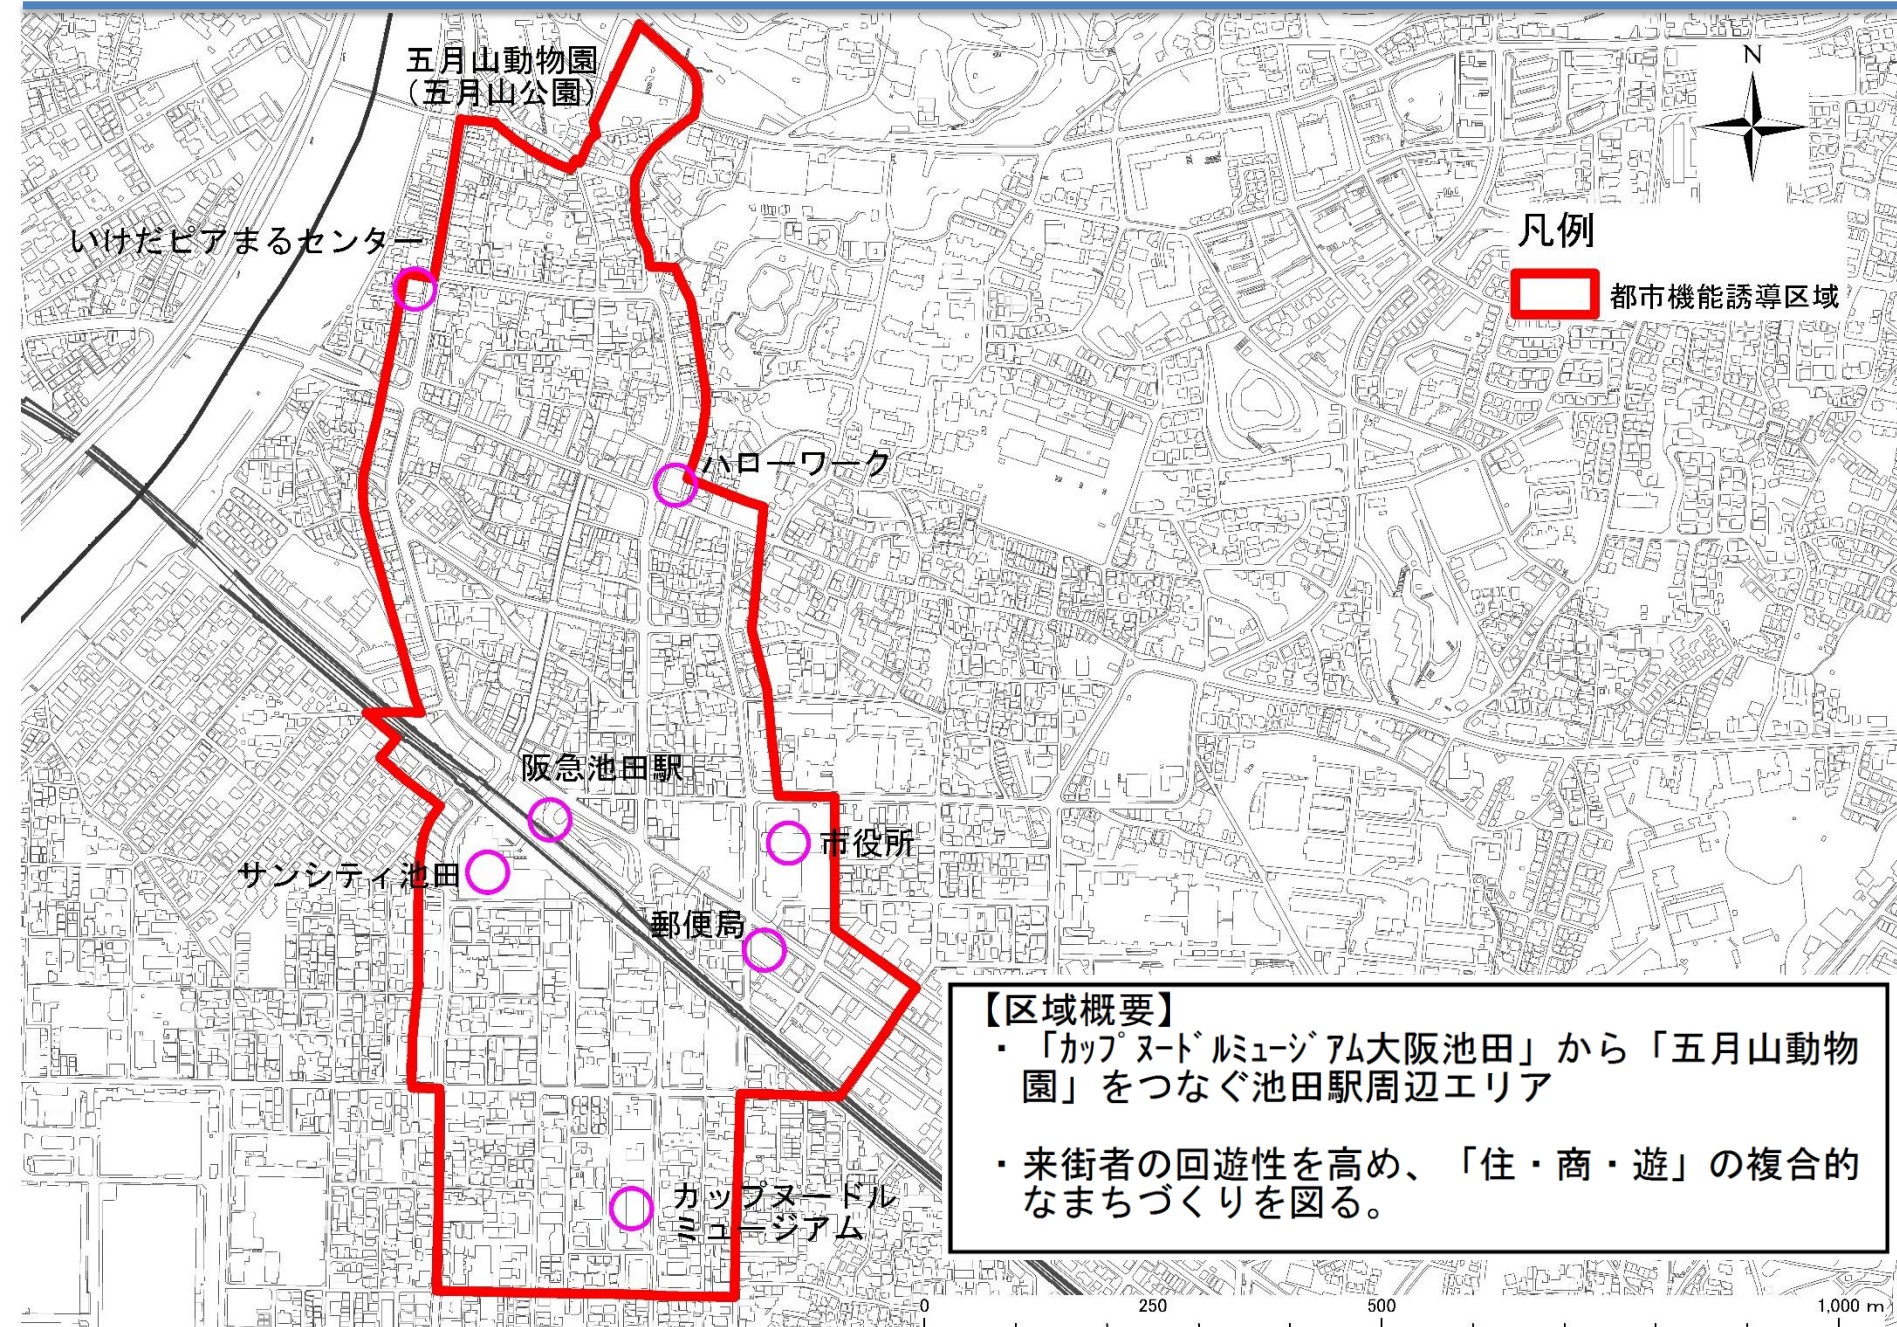 五月山動物園
(五月山公園)
N
いけだピアまるセンター
凡例
都市機能誘導区域
ハローワーク
阪急池田駅
市役所
サンシティ池田
郵便局
【区域概要】
・「ｶｯﾌﾟﾇｰﾄﾞﾙﾐｭｰｼﾞｱﾑ大阪池田」から「五月山動物
園」をつなぐ池田駅周辺エリア
・来街者の回遊性を高め、「住・商・遊」の複合的
なまちづくりを図る。
カップヌードル
ミュージアム
0 250 500 1,000 m